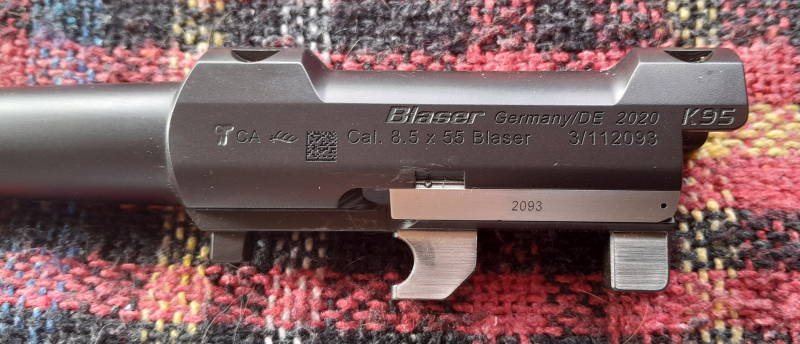 Blaser Germany/DE 2020 K95
CA Cal. 8.5 x 55 Blaser 3/112093
2093